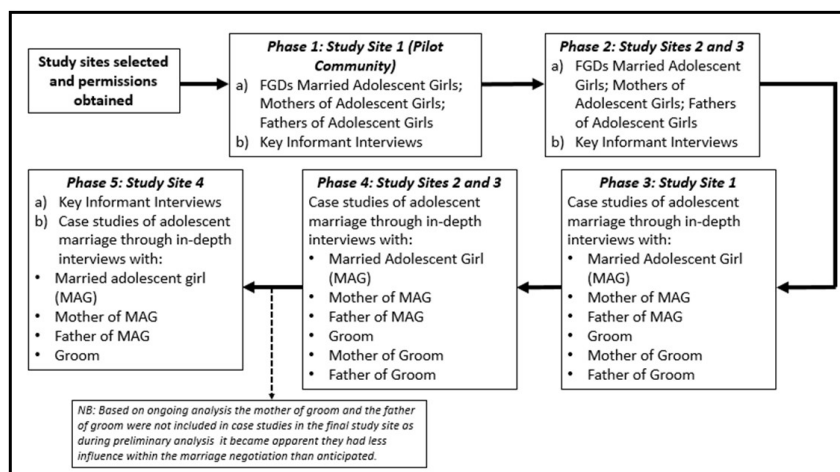 Study sites selected
and permissions
obtained
Phase 1: Study Site 1 (Pilot
Community)
a) FGDs Married Adolescent Girls;
Mothers of Adolescent Girls;
Fathers of Adolescent Girls
b) Key Informant Interviews
Phase 2: Study Sites 2 and 3
a) FGDs Married Adolescent
Girls; Mothers of
Adolescent Girls; Fathers
of Adolescent Girls
b) Key Informant Interviews
Phase 3: Study Site 1
Case studies of adolescent
marriage through in-depth
interviews with:
• Married Adolescent Girl
(MAG)
• Mother of MAG
• Father of MAG
• Groom
• Mother of Groom
• Father of Groom
Phase 4: Study Sites 2 and 3
Case studies of adolescent
marriage through in-depth
interviews with:
• Married Adolescent Girl
(MAG)
• Mother of MAG
• Father of MAG
• Groom
• Mother of Groom
• Father of Groom
Phase 5: Study Site 4
a) Key Informant Interviews
b) Case studies of adolescent
marriage through in-depth
interviews with:
• Married adolescent girl
(MAG)
• Mother of MAG
• Father of MAG
• Groom
NB: Based on ongoing analysis the mother of groom and the father
of groom were not included in case studies in the final study site as
during preliminary analysis it became apparent they had less
influence within the marriage negotiation than anticipated.